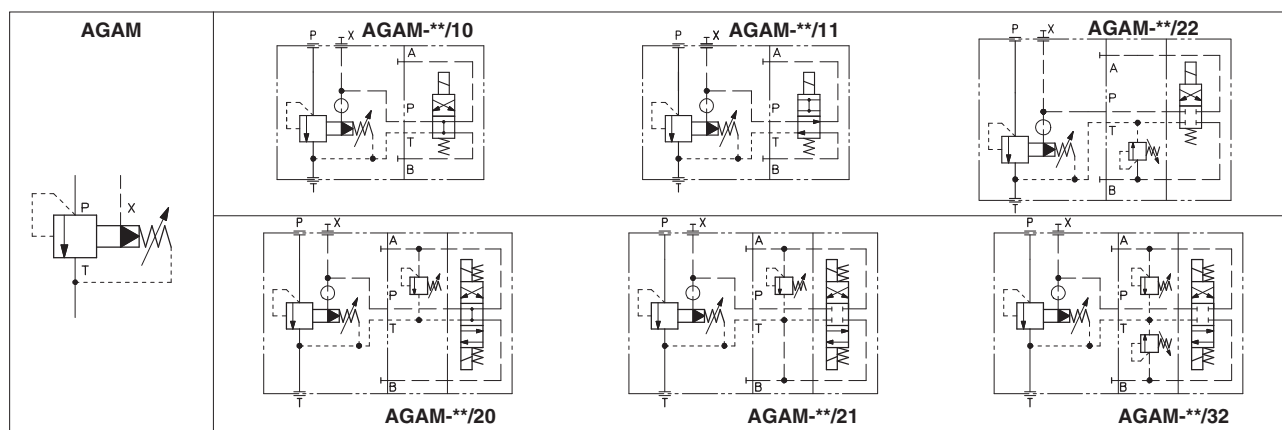 AGAM
P X
T
AGAM-**/10
P X
A
P
T
B
T
AGAM-**/11
P X
A
P
T
B
T
AGAM-**/22
P X
A
P
T
B
T
P X
A
P
T
B
T
AGAM-**/20
P X
A
P
T
B
T
AGAM-**/21
P X
A
P
T
B
T
AGAM-**/32